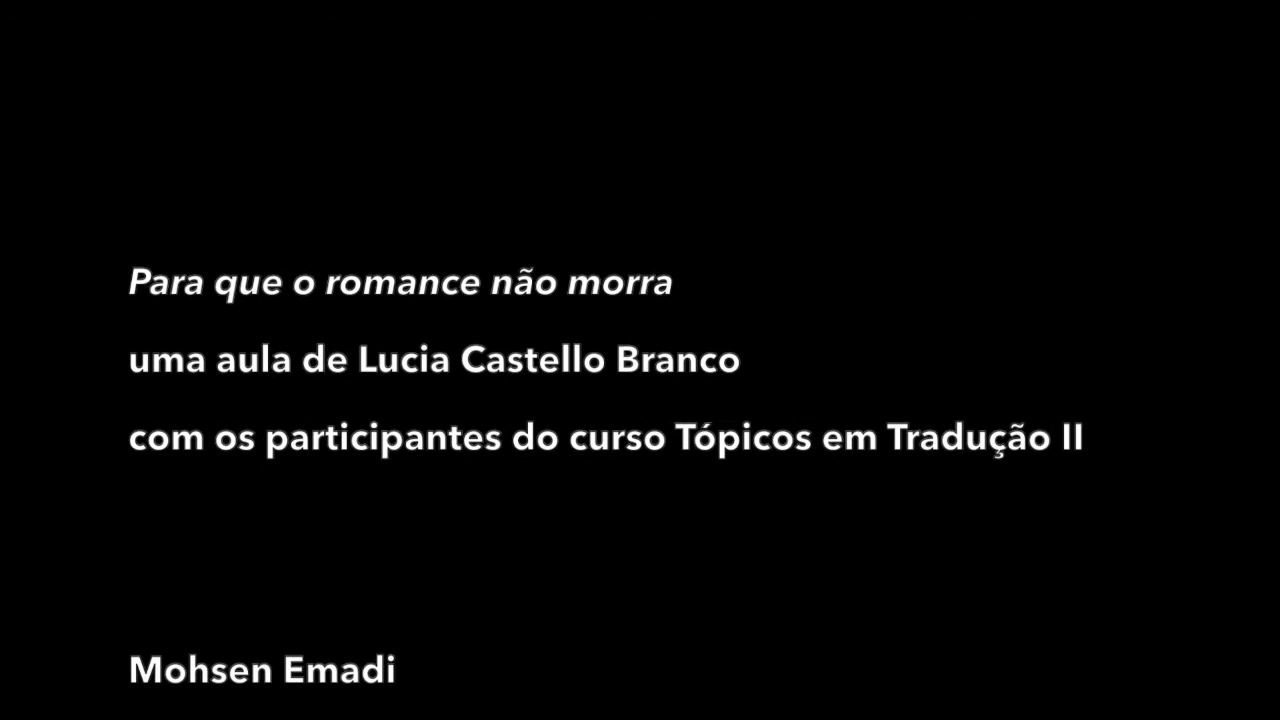 Para que o romance não morra
uma aula de Lucia Castello Branco
com os participantes do curso Tópicos em Tradução II
Mohsen Emadi